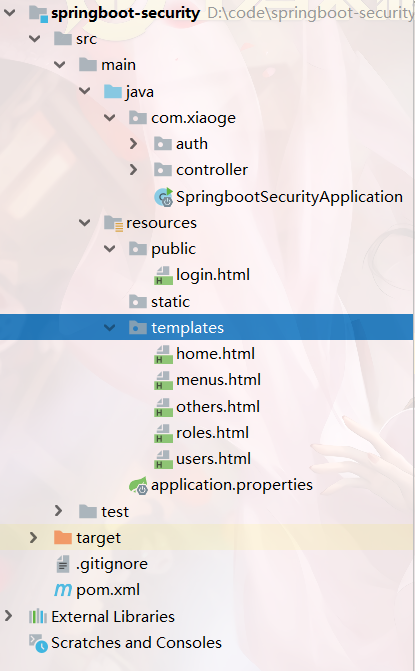 springboot-security D:\code\springboot-security
src
main
java
com.xiaoge
auth
controller
SpringbootSecurityApplication
resources
public
login.html
static
templates
home.html
menus.html
others.html
roles.html
users.html
application.properties
test
target
.gitignore
pom.xml
External Libraries
Scratches and Consoles